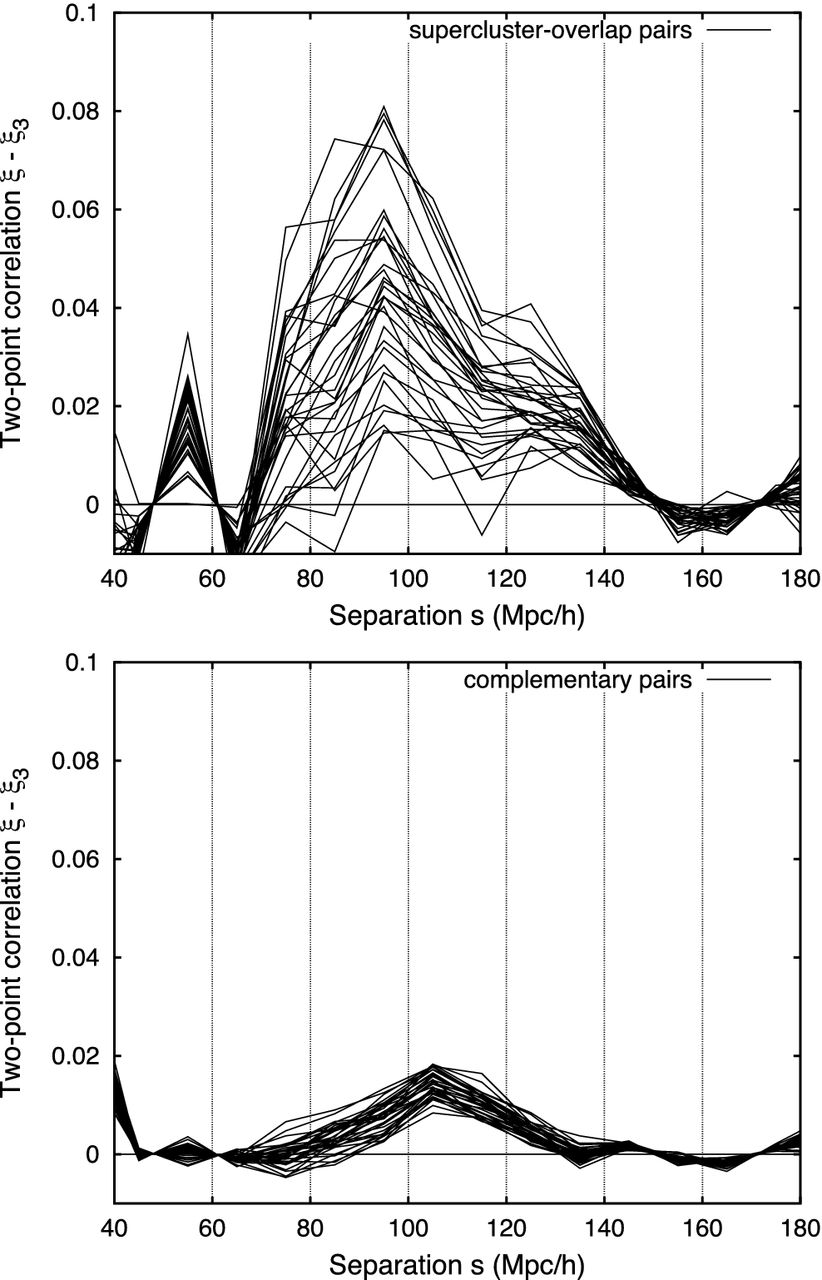 supercluster-overlap pairs
Two-point correlation ξ - ξ₃
0.1
0.08
0.06
0.04
0.02
0
40 60 80 100 120 140 160 180
Separation s (Mpc/h)
complementary pairs
Two-point correlation ξ - ξ₃
0.1
0.08
0.06
0.04
0.02
0
40 60 80 100 120 140 160 180
Separation s (Mpc/h)